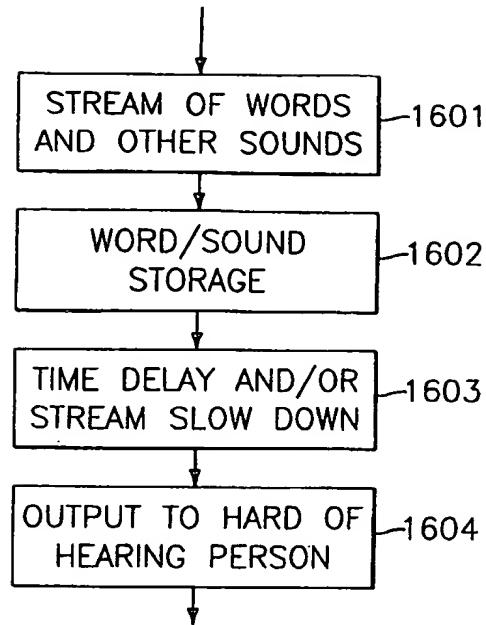 STREAM OF WORDS
AND OTHER SOUNDS
1601
WORD/SOUND
STORAGE
1602
TIME DELAY AND/OR
STREAM SLOW DOWN
1603
OUTPUT TO HARD OF
HEARING PERSON
1604